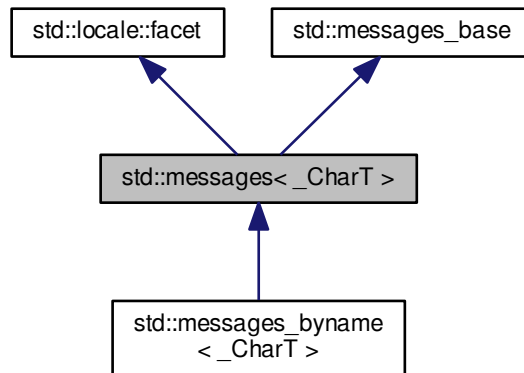 std::locale::facet
std::messages_base
std::messages< _CharT >
std::messages_byname
< _CharT >